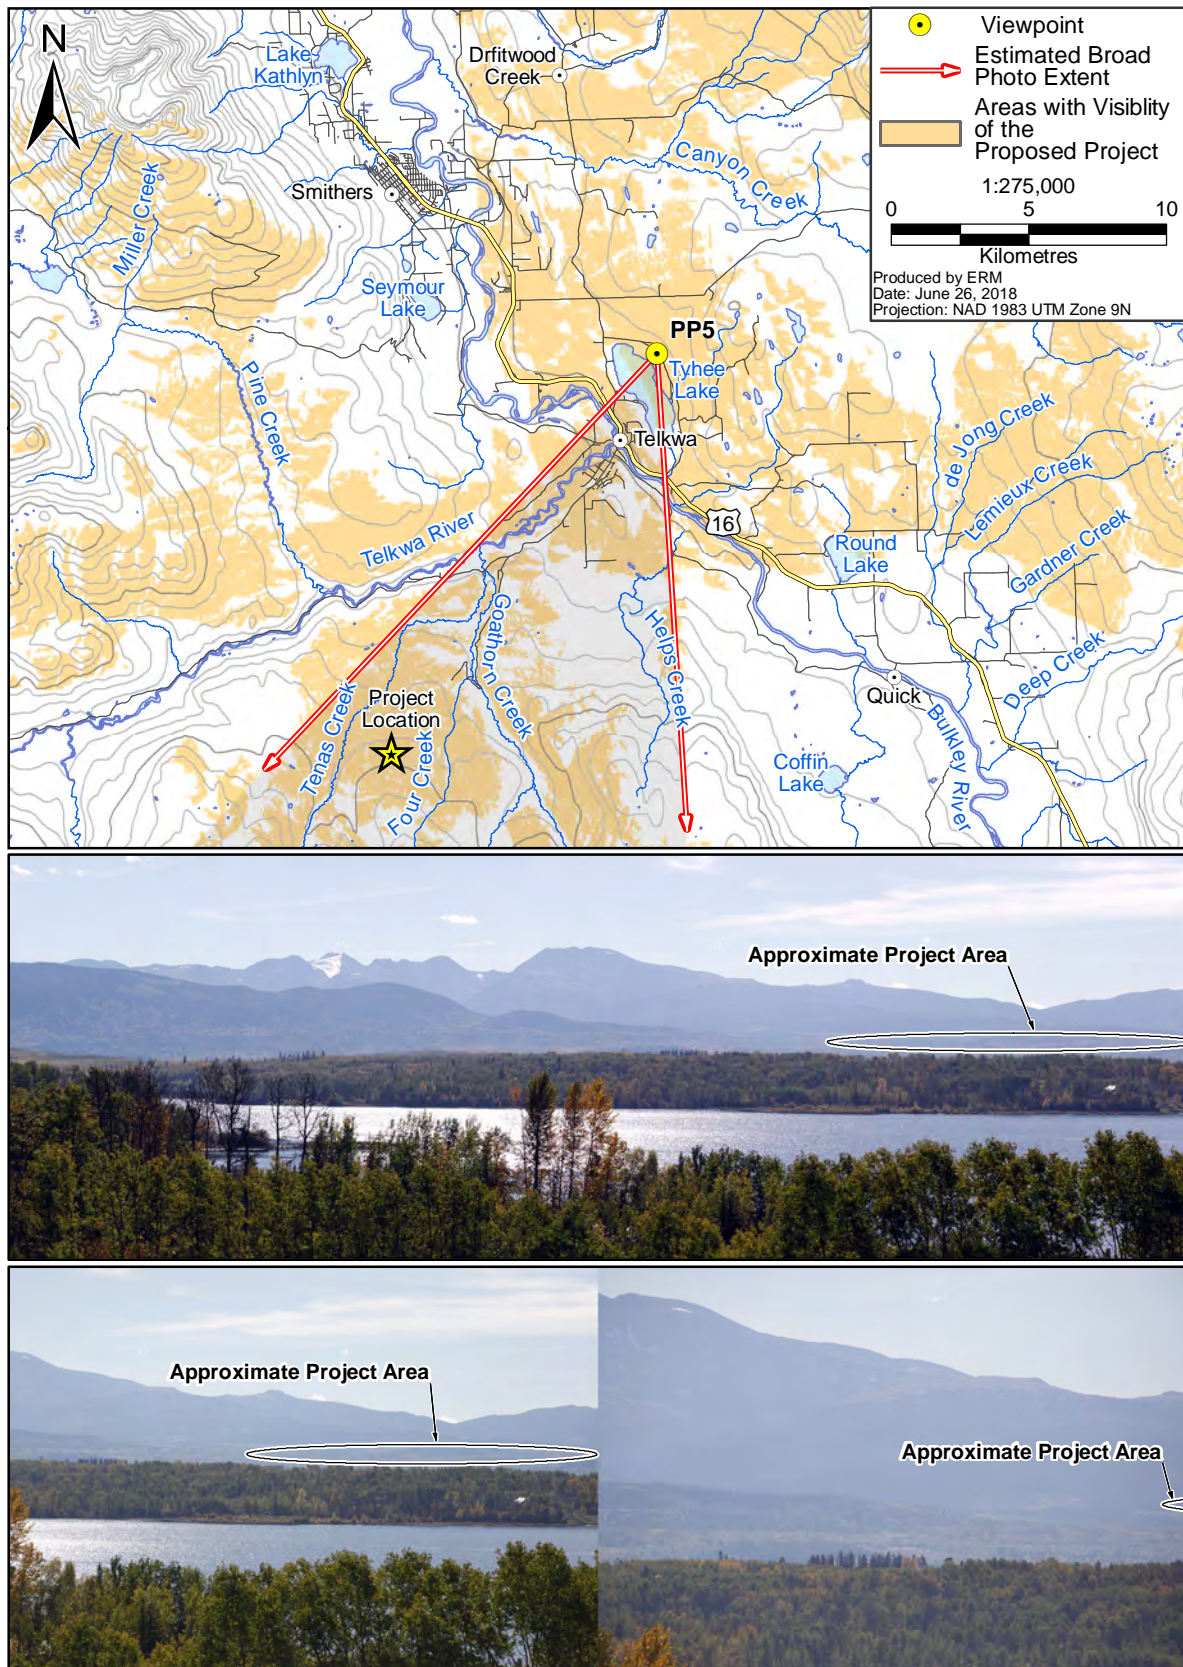 N
Lake
Kathlyn
Drfitwood
Creek
Viewpoint
Estimated Broad
Photo Extent
Areas with Visiblity
of the
Proposed Project
1:275,000
0 5 10
Kilometres
Produced by ERM
Date: June 26, 2018
Projection: NAD 1983 UTM Zone 9N
Canyon Creek
Smithers
Miller Creek
Seymour
Lake
PP5
Tyhee
Lake
Pine Creek
Telkwa
de Jong Creek
Lemieux Creek
16
Telkwa River
Round
Lake
Gardner Creek
Goathorn Creek
Helps Creek
Deep Creek
Project
Location
Quick
Tenas Creek
Four Creek
Bulkley River
Coffin
Lake
Approximate Project Area
Approximate Project Area
Approximate Project Area